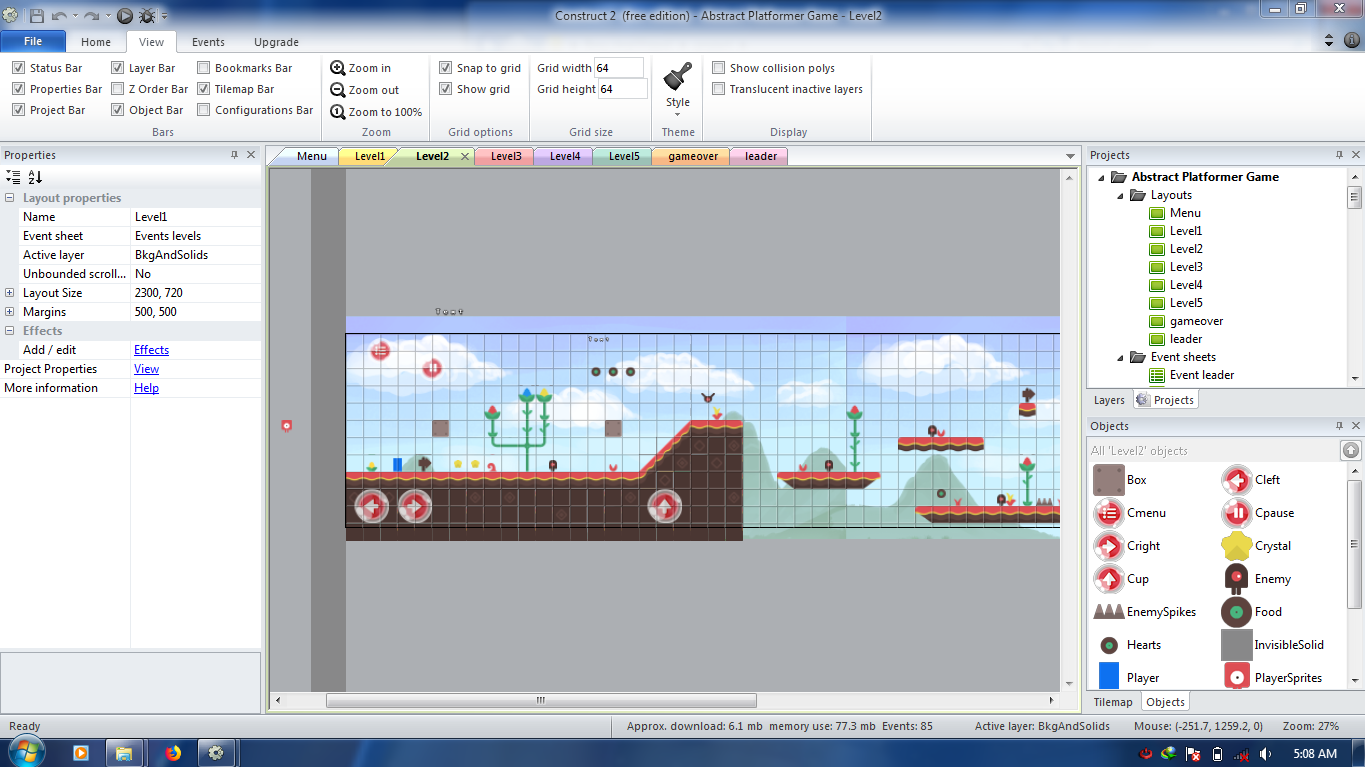 Construct 2 (free edition) - Abstract Platformer Game - Level2
File Home View Events Upgrade
Status Bar Layer Bar Bookmarks Bar Zoom in Snap to grid Grid width 64 Show collision polys
Properties Bar Z Order Bar Tilemap Bar Zoom out Show grid Grid height 64 Translucent inactive layers
Project Bar Object Bar Configurations Bar Zoom to 100% Style
Bars Zoom Grid options Grid size Theme Display
Properties
Menu Level1 Level2 Level3 Level4 Level5 gameover leader
Projects
Layout properties
Name Level1
Event sheet Events levels
Active layer BkgAndSolids
Unbounded scroll... No
Layout Size 2300, 720
Margins 500, 500
Effects
Add / edit Effects
Project Properties View
More information Help
Text
Text
Abstract Platformer Game
Layouts
Menu
Level1
Level2
Level3
Level4
Level5
gameover
leader
Event sheets
Event leader
Layers Projects
Objects
All 'Level2' objects
Box Cleft
Cmenu Cpause
Cright Crystal
Cup Enemy
EnemySpikes Food
Hearts InvisibleSolid
Player PlayerSprites
Tilemap Objects
Ready Approx. download: 6.1 mb memory use: 77.3 mb Events: 85 Active layer: BkgAndSolids Mouse: (-251.7, 1259.2, 0) Zoom: 27%
5:08 AM